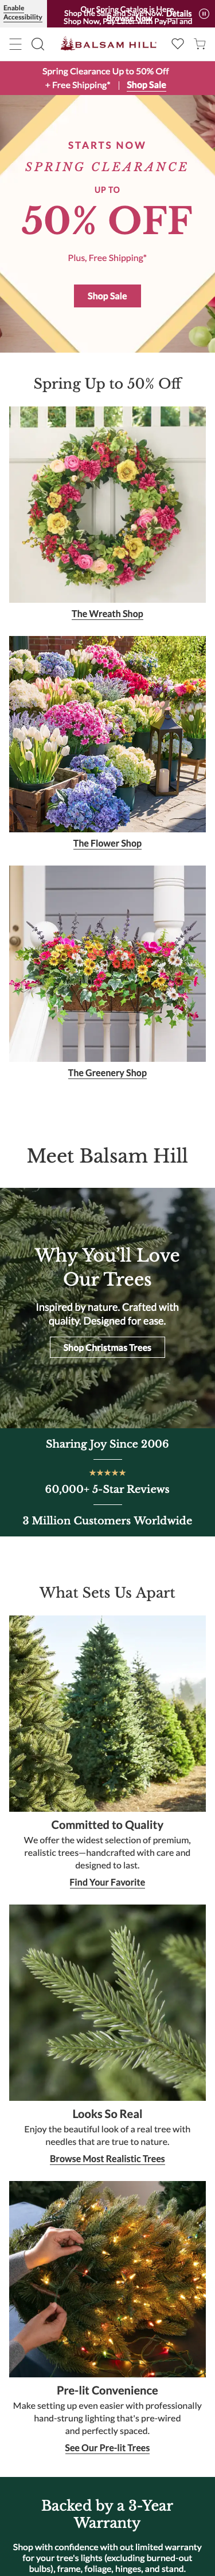 Enable
Accessibility
Our Spring Catalog is Here
Browse Now
Shop the Sale and Save Now. Details
Shop Now, Pay Later with PayPal and
BALSAM HILL
Spring Clearance Up to 50% Off
+ Free Shipping* | Shop Sale
STARTS NOW
SPRING CLEARANCE
UP TO
50% OFF
Plus, Free Shipping*
Shop Sale
Spring Up to 50% Off
The Wreath Shop
The Flower Shop
The Greenery Shop
Meet Balsam Hill
Why You'll Love
Our Trees
Inspired by nature. Crafted with
quality. Designed for ease.
Shop Christmas Trees
Sharing Joy Since 2006
★★★★★
60,000+ 5-Star Reviews
3 Million Customers Worldwide
What Sets Us Apart
Committed to Quality
We offer the widest selection of premium,
realistic trees—handcrafted with care and
designed to last.
Find Your Favorite
Looks So Real
Enjoy the beautiful look of a real tree with
needles that are true to nature.
Browse Most Realistic Trees
Pre-lit Convenience
Make setting up even easier with professionally
hand-strung lighting that's pre-wired
and perfectly spaced.
See Our Pre-lit Trees
Backed by a 3-Year
Warranty
Shop with confidence with out limited warranty
for your tree's lights (excluding burned-out
bulbs), frame, foliage, hinges, and stand.